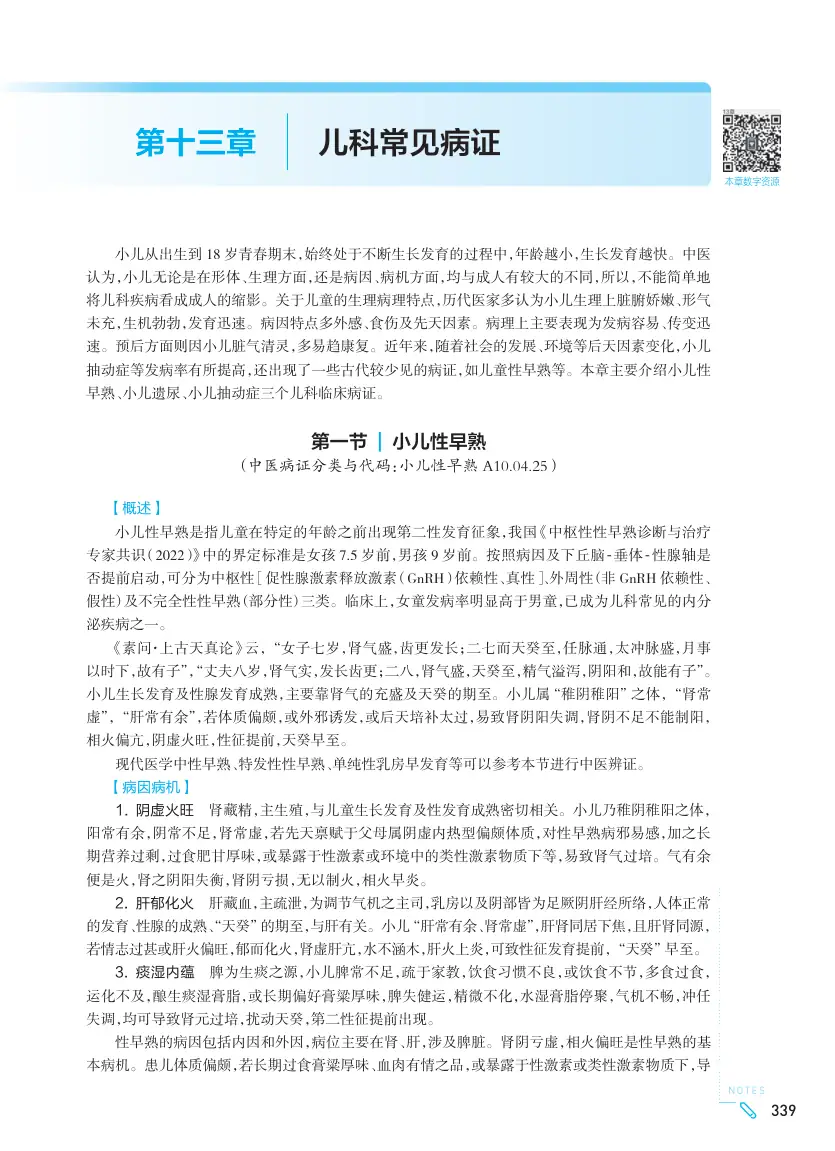 第十三章 儿科常见病证
13章
本章数字资源
小儿从出生到 18 岁青春期末，始终处于不断生长发育的过程中，年龄越小，生长发育越快。中医
认为，小儿无论是在形体、生理方面，还是病因、病机方面，均与成人有较大的不同，所以，不能简单地
将儿科疾病看成成人的缩影。关于儿童的生理病理特点，历代医家多认为小儿生理上脏腑娇嫩、形气
未充，生机勃勃，发育迅速。病因特点多外感、食伤及先天因素。病理上主要表现为发病容易、传变迅
速。预后方面则因小儿脏气清灵，多易趋康复。近年来，随着社会的发展、环境等后天因素变化，小儿
抽动症等发病率有所提高，还出现了一些古代较少见的病证，如儿童性早熟等。本章主要介绍小儿性
早熟、小儿遗尿、小儿抽动症三个儿科临床病证。
第一节 | 小儿性早熟
（中医病证分类与代码：小儿性早熟 A10.04.25）
【概述】
小儿性早熟是指儿童在特定的年龄之前出现第二性发育征象，我国《中枢性性早熟诊断与治疗
专家共识（2022）》中的界定标准是女孩 7.5 岁前，男孩 9 岁前。按照病因及下丘脑-垂体-性腺轴是
否提前启动，可分为中枢性［促性腺激素释放激素（GnRH）依赖性、真性］、外周性（非 GnRH 依赖性、
假性）及不完全性性早熟（部分性）三类。临床上，女童发病率明显高于男童，已成为儿科常见的内分
泌疾病之一。
《素问·上古天真论》云，“女子七岁，肾气盛，齿更发长；二七而天癸至，任脉通，太冲脉盛，月事
以时下，故有子”，“丈夫八岁，肾气实，发长齿更；二八，肾气盛，天癸至，精气溢泻，阴阳和，故能有子”。
小儿生长发育及性腺发育成熟，主要靠肾气的充盛及天癸的期至。小儿属“稚阴稚阳”之体，“肾常
虚”，“肝常有余”，若体质偏颇，或外邪诱发，或后天培补太过，易致肾阴阳失调，肾阴不足不能制阳，
相火偏亢，阴虚火旺，性征提前，天癸早至。
现代医学中性早熟、特发性性早熟、单纯性乳房早发育等可以参考本节进行中医辨证。
【病因病机】
1. 阴虚火旺 肾藏精，主生殖，与儿童生长发育及性发育成熟密切相关。小儿乃稚阴稚阳之体，
阳常有余，阴常不足，肾常虚，若先天禀赋于父母属阴虚内热型偏颇体质，对性早熟病邪易感，加之长
期营养过剩，过食肥甘厚味，或暴露于性激素或环境中的类性激素物质下等，易致肾气过培。气有余
便是火，肾之阴阳失衡，肾阴亏损，无以制火，相火早炎。
2. 肝郁化火 肝藏血，主疏泄，为调节气机之主司，乳房以及阴部皆为足厥阴肝经所络，人体正常
的发育、性腺的成熟、“天癸”的期至，与肝有关。小儿“肝常有余、肾常虚”，肝肾同居下焦，且肝肾同源，
若情志过甚或肝火偏旺，郁而化火，肾虚肝亢，水不涵木，肝火上炎，可致性征发育提前，“天癸”早至。
3. 痰湿内蕴 脾为生痰之源，小儿脾常不足，疏于家教，饮食习惯不良，或饮食不节，多食过食，
运化不及，酿生痰湿膏脂，或长期偏好膏粱厚味，脾失健运，精微不化，水湿膏脂停聚，气机不畅，冲任
失调，均可导致肾元过培，扰动天癸，第二性征提前出现。
性早熟的病因包括内因和外因，病位主要在肾、肝，涉及脾脏。肾阴亏虚，相火偏旺是性早熟的基
本病机。患儿体质偏颇，若长期过食膏粱厚味、血肉有情之品，或暴露于性激素或类性激素物质下，导
NOTES
339